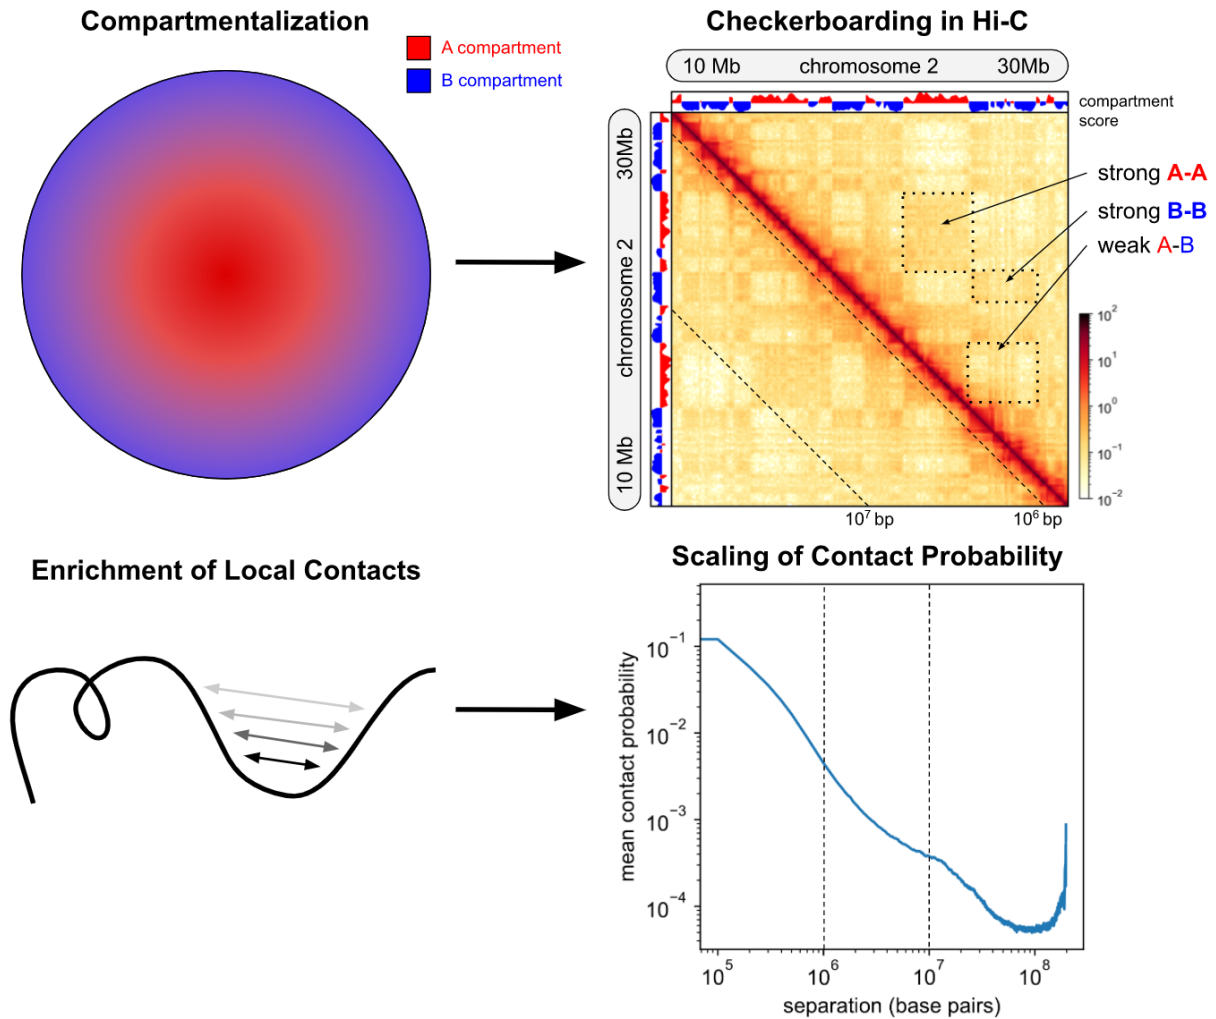 Compartmentalization
A compartment
B compartment
Checkerboarding in Hi-C
10 Mb chromosome 2 30Mb
compartment
score
30Mb
chromosome 2
10 Mb
strong A-A
strong B-B
weak A-B
10²
10¹
10⁰
10⁻¹
10⁻²
10⁷ bp
10⁶ bp
Enrichment of Local Contacts
Scaling of Contact Probability
mean contact probability
10⁻¹
10⁻²
10⁻³
10⁻⁴
10⁵ 10⁶ 10⁷ 10⁸
separation (base pairs)